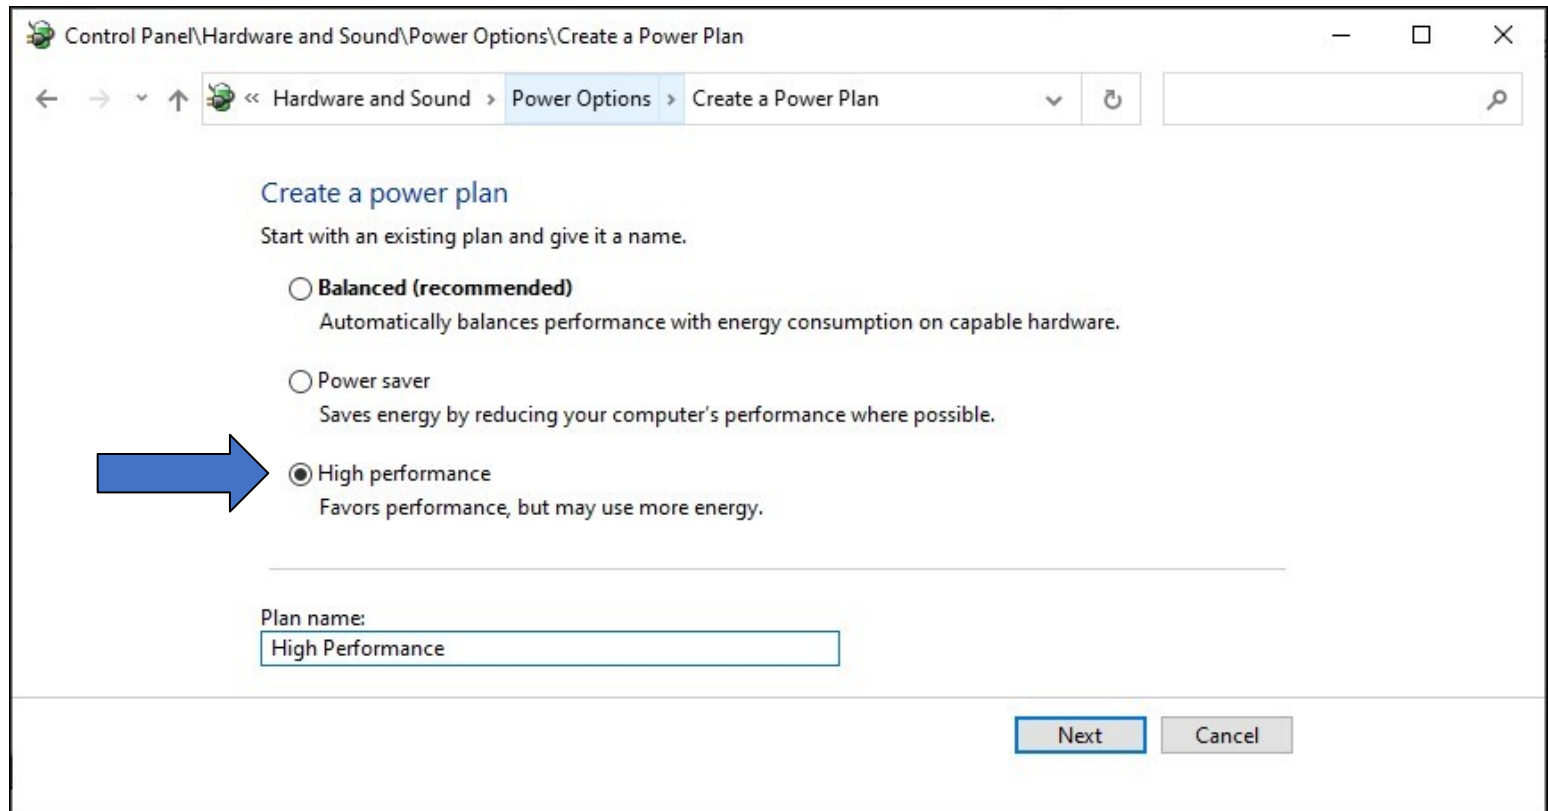 Control Panel\Hardware and Sound\Power Options\Create a Power Plan
« Hardware and Sound > Power Options > Create a Power Plan
Create a power plan
Start with an existing plan and give it a name.
Balanced (recommended)
Automatically balances performance with energy consumption on capable hardware.
Power saver
Saves energy by reducing your computer's performance where possible.
High performance
Favors performance, but may use more energy.
Plan name:
High Performance
Next Cancel